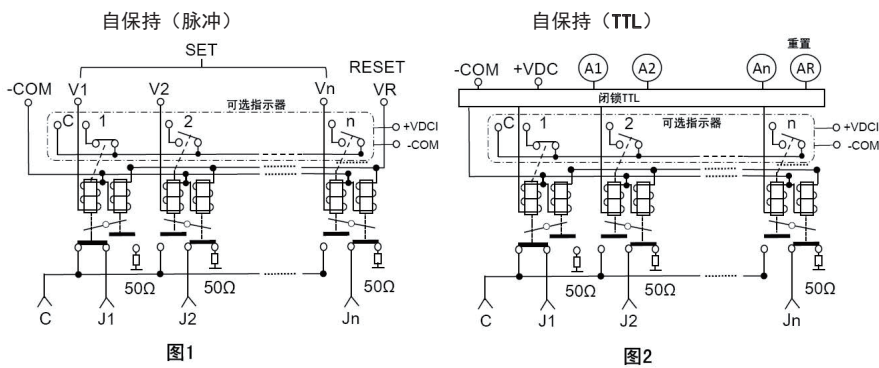 自保持（脉冲）
SET
RESET
-COM V1 V2 Vn VR
可选指示器
C 1 2 n
+VDCI
-COM
50Ω 50Ω 50Ω
C J1 J2 Jn
图1
自保持（TTL）
重置
-COM +VDC A1 A2 An AR
闭锁TTL
可选指示器
C 1 2 n
+VDCI
-COM
50Ω 50Ω 50Ω
C J1 J2 Jn
图2